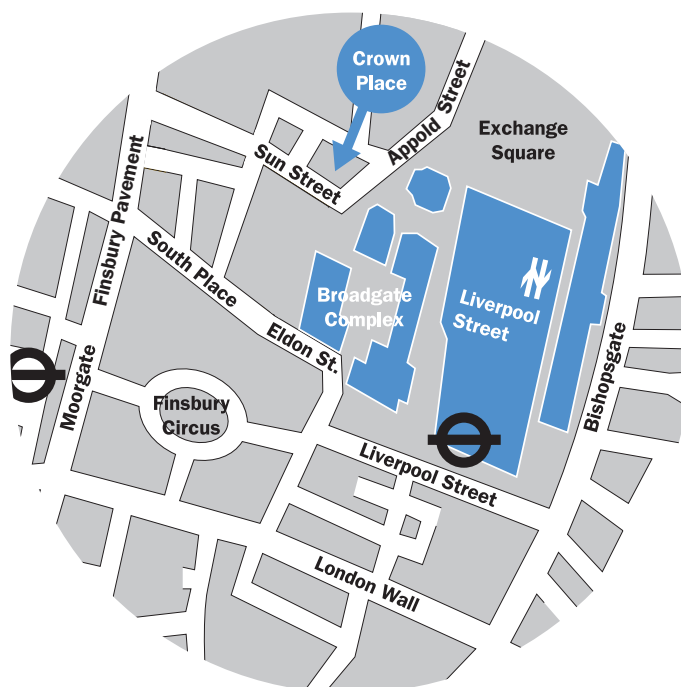 Crown
Place
Appold Street
Exchange
Square
Sun Street
Finsbury Pavement
South Place
Broadgate
Complex
Liverpool
Street
Eldon St.
Bishopsgate
Moorgate
Finsbury
Circus
Liverpool Street
London Wall